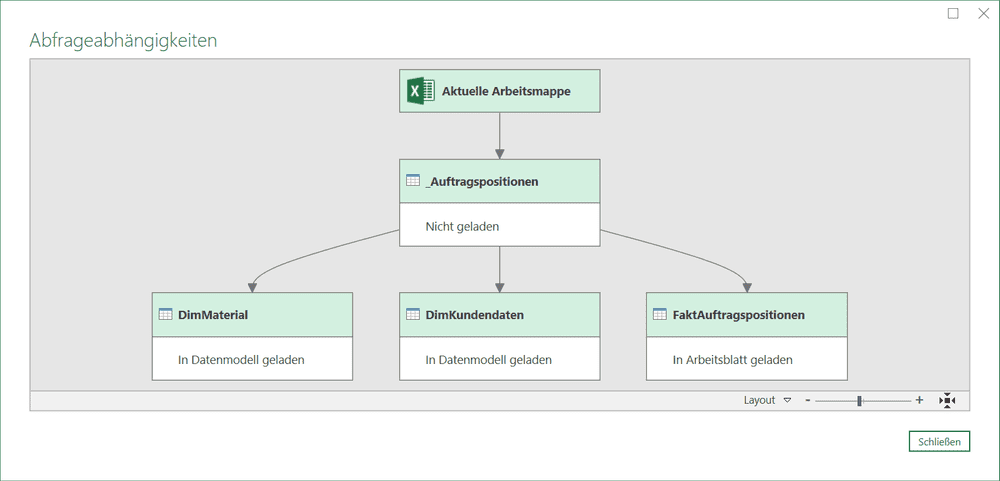 Abfrageabhängigkeiten
Aktuelle Arbeitsmappe
_Auftragspositionen
Nicht geladen
DimMaterial
In Datenmodell geladen
DimKundendaten
In Datenmodell geladen
FaktAuftragspositionen
In Arbeitsblatt geladen
Layout - +
Schließen